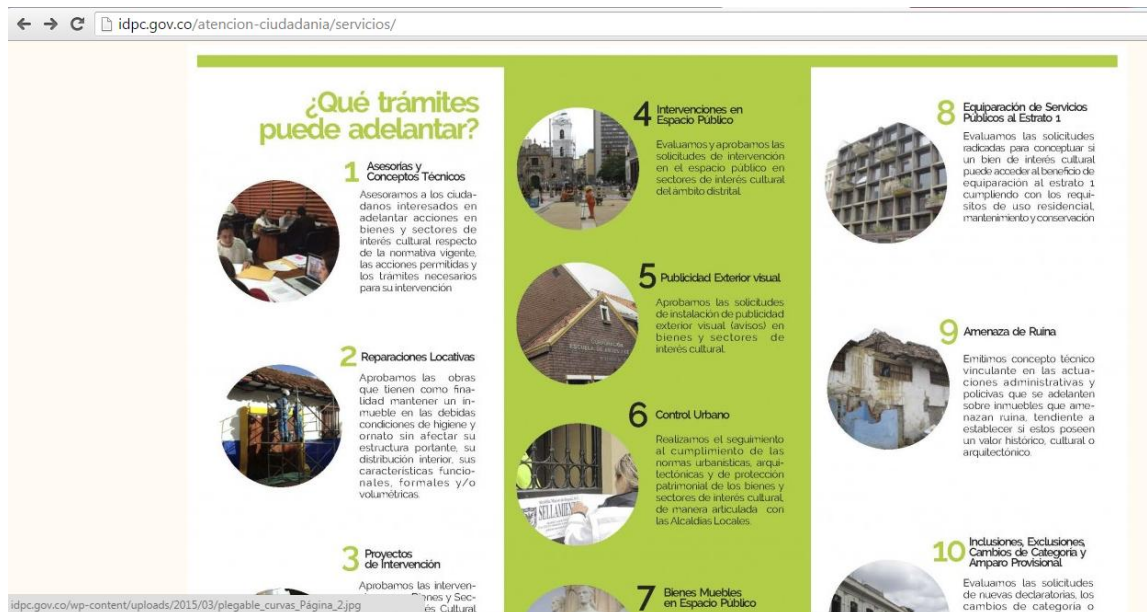 idpc.gov.co/atencion-ciudadania/servicios/
¿Qué trámites
puede adelantar?
1 Asesorias y
Conceptos Técnicos
Asesoramos a los ciuda-
danos interesados en
adelantar acciones en
bienes y sectores de
interés cultural respecto
de la normativa vigente,
las acciones permitidas y
los trámites necesarios
para su intervención
2 Reparaciones Locativas
Aprobamos las obras
que tienen como fina-
lidad mantener un in-
mueble en las debidas
condiciones de higiene y
ornato sin afectar su
estructura portante, su
distribución interior, sus
características funcio-
nales, formales y/o
volumétricas.
3 Proyectos
de Intervención
Aprobamos las interven-
nes y Sec-
és Cultural
4 Intervenciones en
Espacio Público
Evaluamos y aprobamos las
solicitudes de intervención
en el espacio público en
sectores de interés cultural
del ámbito distrital.
5 Publicidad Exterior visual
Aprobamos las solicitudes
de instalación de publicidad
exterior visual (avisos) en
bienes y sectores de
interés cultural.
6 Control Urbano
Realizamos el seguimiento
al cumplimiento de las
normas urbanísticas, arqui-
tectónicas y de protección
patrimonial de los bienes y
sectores de interés cultural,
de manera articulada con
las Alcaldías Locales.
SELLAMIENTO
7 Bienes Muebles
en Espacio Público
8 Equiparación de Servicios
Públicos al Estrato 1
Evaluamos las solicitudes
radicadas para conceptuar si
un bien de interés cultural
puede acceder al beneficio de
equiparación al estrato 1
cumpliendo con los requi-
sitos de uso residencial,
mantenimiento y conservación
9 Amenaza de Ruina
Emitimos concepto técnico
vinculante en las actua-
ciones administrativas y
policivas que se adelanten
sobre inmuebles que ame-
nazan ruina, tendiente a
establecer si estos poseen
un valor histórico, cultural o
arquitectónico.
10 Inclusiones, Exclusiones,
Cambios de Categoría y
Amparo Provisional
Evaluamos las solicitudes
de nuevas declaratorias, los
cambios de categoría o
idpc.gov.co/wp-content/uploads/2015/03/plegable_curvas_Página_2.jpg